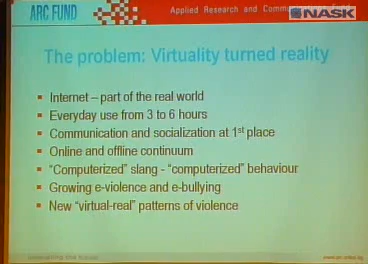 ARC FUND
Applied Research and Comm
NASK
The problem: Virtuality turned reality
Internet – part of the real world
Everyday use from 3 to 6 hours
Communication and socialization at 1st place
Online and offline continuum
"Computerized" slang - "computerized" behaviour
Growing e-violence and e-bullying
New "virtual-real" patterns of violence